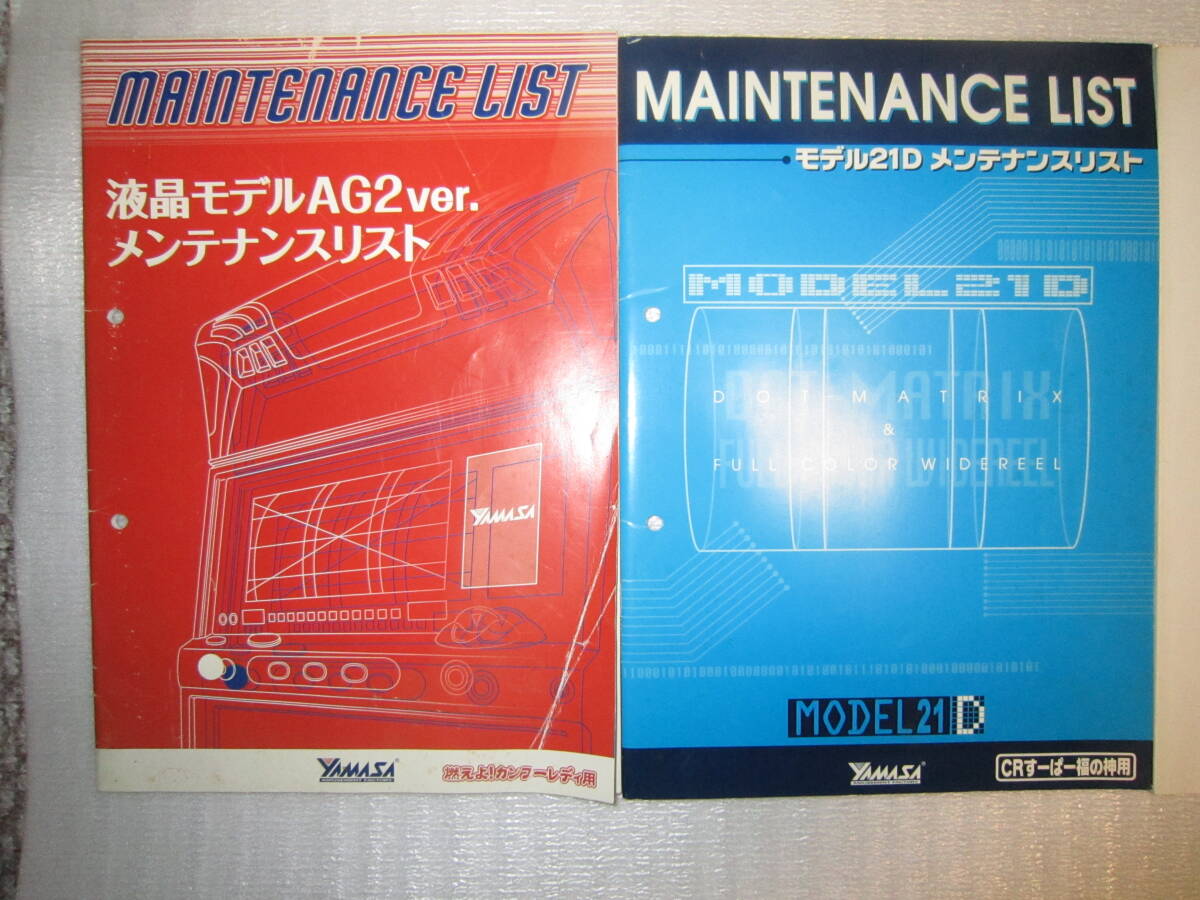 MAINTENANCE LIST
液晶モデルAG2ver.
メンテナンスリスト
YAMASA
YAMASA
燃えよ!カンフーレディ用
MAINTENANCE LIST
モデル21D メンテナンスリスト
MODEL21D
DOT-MATRIX
&
FULL COLOR WIDEREEL
MODEL21D
YAMASA
CRすーぱー福の神用